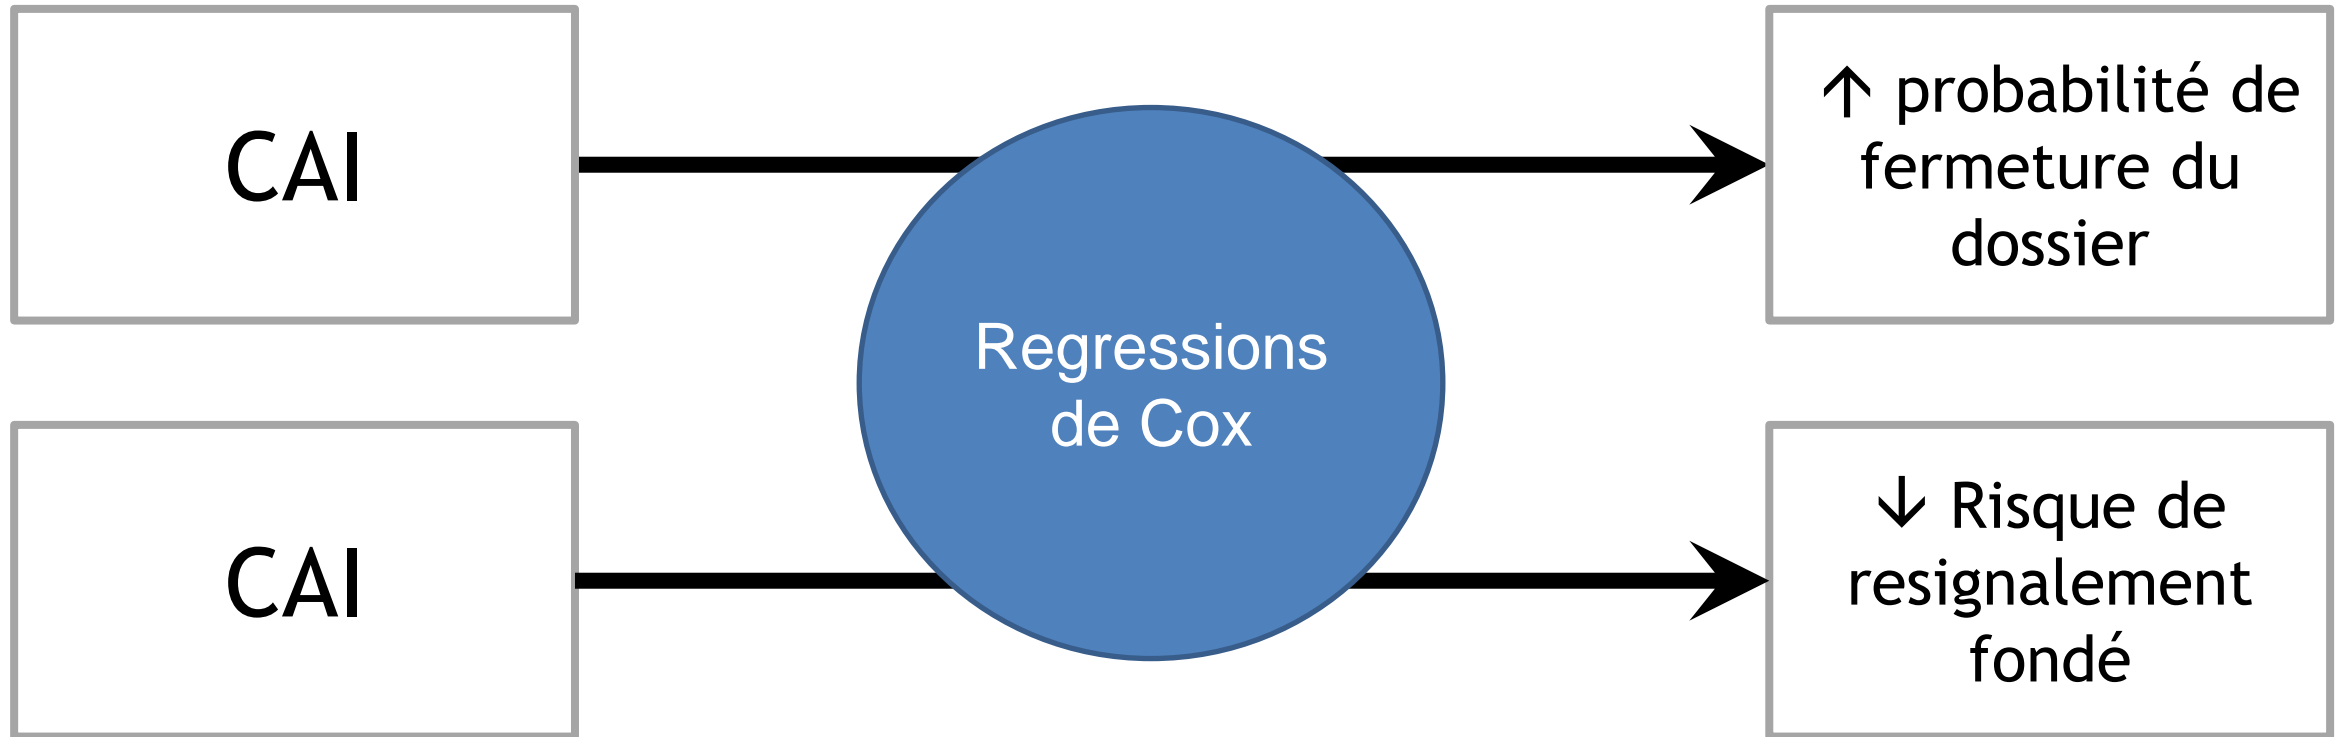 CAI
↑ probabilité de
fermeture du
dossier
Regressions
de Cox
CAI
↓ Risque de
resignalement
fondé